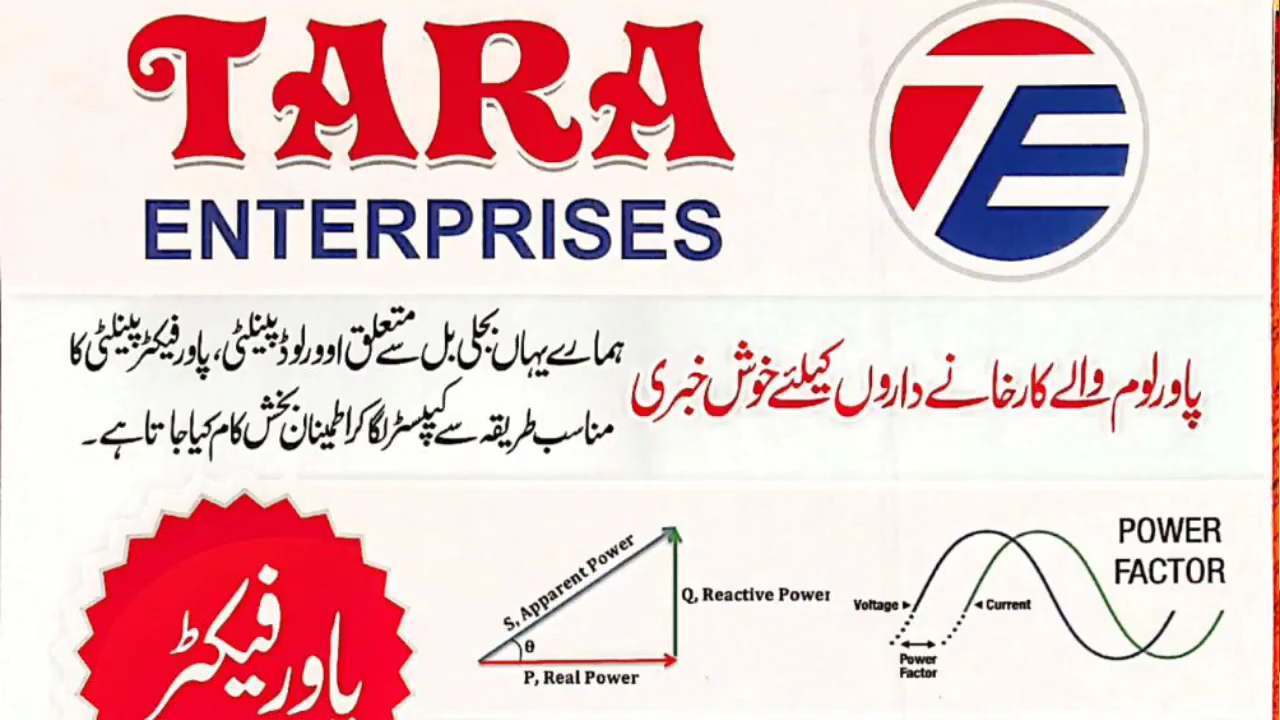 TARA
ENTERPRISES
TE
پاورلوم والے کارخانے داروں کیلئے خوش خبری
ہمارے یہاں بجلی بل سے متعلق اوورلوڈ پینلٹی، پاور فیکٹر پینلٹی کا
مناسب طریقہ سے کیپسٹر لگا کر اطمینان بخش کام کیا جاتا ہے۔
پاور فیکٹر
S, Apparent Power
Q, Reactive Power
θ
P, Real Power
POWER
FACTOR
Voltage
Current
Power
Factor